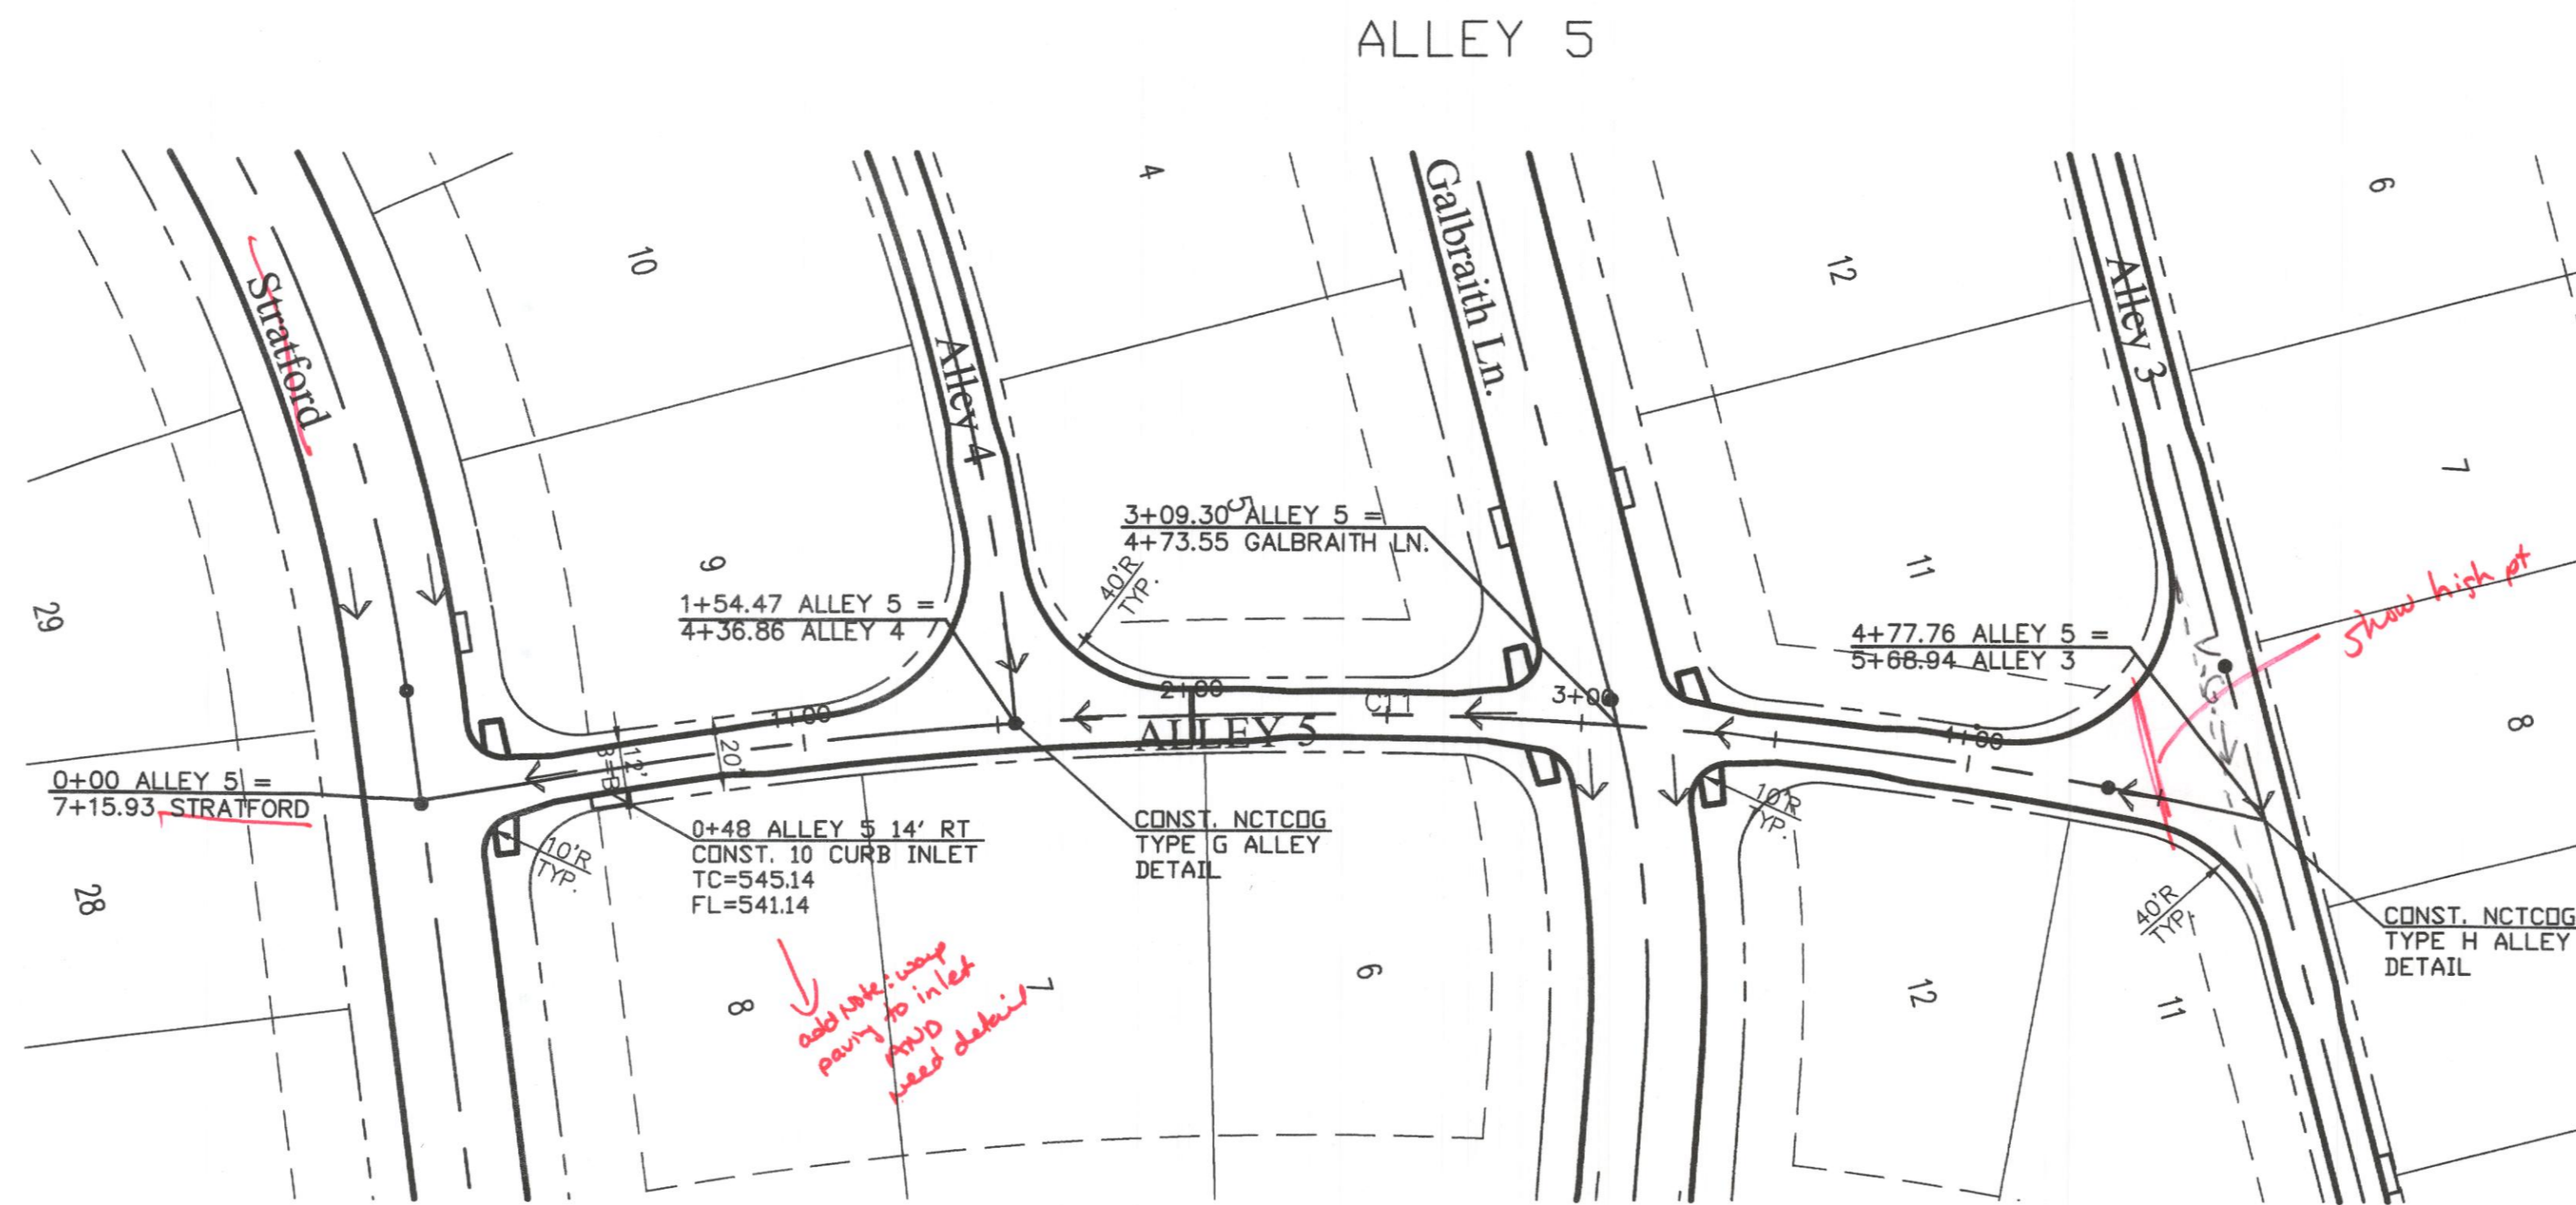 ALLEY 5
Stratford
10
Alley 4
4
Galbraith Ln.
12
Alley 3
6
7
29
9
5
11
8
3+09.30 ALLEY 5 =
4+73.55 GALBRAITH LN.
40'R
TYP.
1+54.47 ALLEY 5 =
4+36.86 ALLEY 4
4+77.76 ALLEY 5 =
5+68.94 ALLEY 3
show high pt
2+00
C11
3+00
1+00
ALLEY 5
4+00
12'
B-B
20'
0+00 ALLEY 5 =
7+15.93 STRATFORD
10'R
TYP.
0+48 ALLEY 5 14' RT
CONST. 10 CURB INLET
TC=545.14
FL=541.14
CONST. NCTCOG
TYPE G ALLEY
DETAIL
10'R
TYP.
40'R
TYP.
CONST. NCTCOG
TYPE H ALLEY
DETAIL
28
8
7
6
12
11
add Note: warp
paving to inlet
AND
need detail